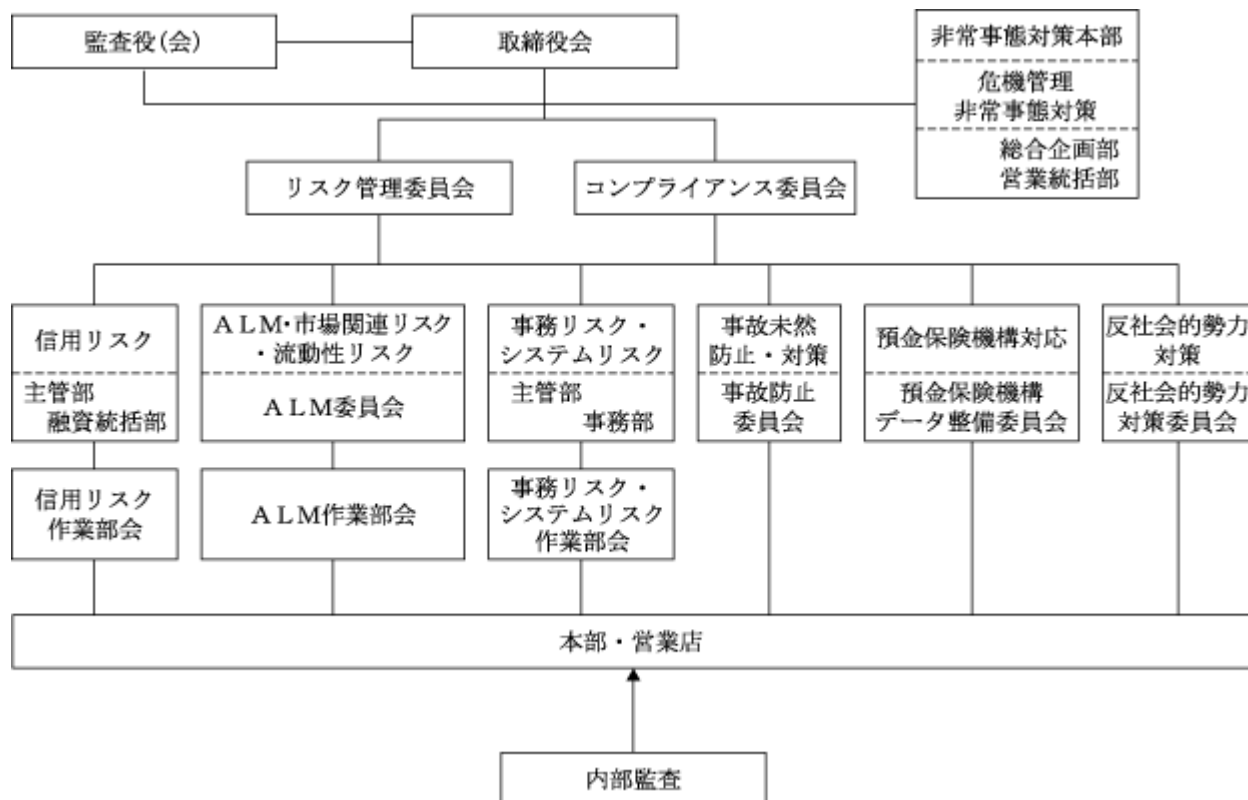 監査役(会)
取締役会
非常事態対策本部
危機管理
非常事態対策
総合企画部
営業統括部
リスク管理委員会
コンプライアンス委員会
信用リスク
主管部
融資統括部
ALM・市場関連リスク
・流動性リスク
ALM委員会
事務リスク・
システムリスク
主管部
事務部
事故未然
防止・対策
事故防止
委員会
預金保険機構対応
預金保険機構
データ整備委員会
反社会的勢力
対策
反社会的勢力
対策委員会
信用リスク
作業部会
ALM作業部会
事務リスク・
システムリスク
作業部会
本部・営業店
内部監査